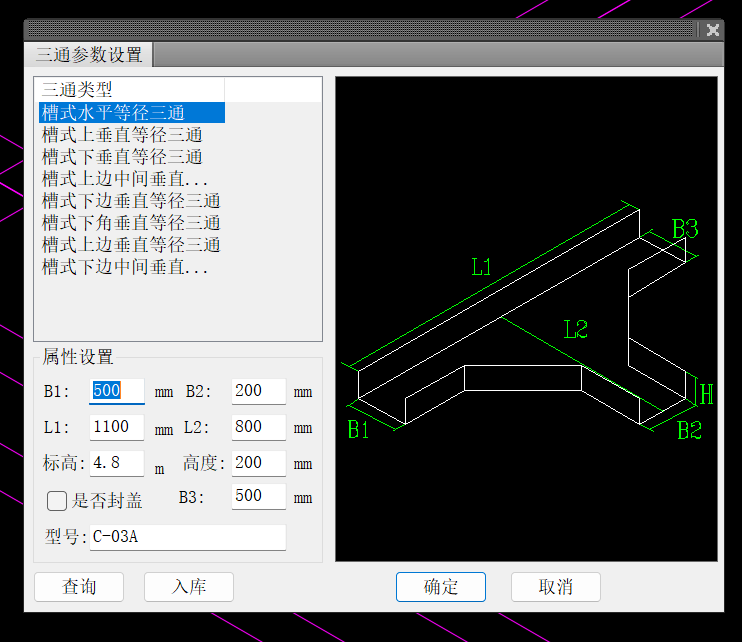 三通参数设置
三通类型
槽式水平等径三通
槽式上垂直等径三通
槽式下垂直等径三通
槽式上边中间垂直...
槽式下边垂直等径三通
槽式下角垂直等径三通
槽式上边垂直等径三通
槽式下边中间垂直...
属性设置
B1: 500 mm B2: 200 mm
L1: 1100 mm L2: 800 mm
标高: 4.8 m 高度: 200 mm
是否封盖 B3: 500 mm
型号: C-03A
查询 入库 确定 取消
B3
L1
L2
H
B1
B2